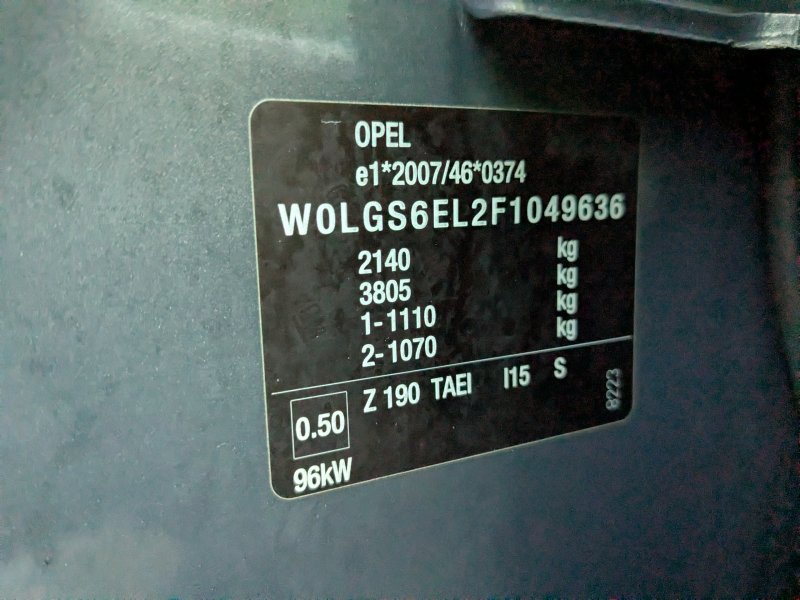 OPEL
e1*2007/46*0374
W0LGS6EL2F1049636
2140 kg
3805 kg
1-1110 kg
2-1070 kg
0.50 Z 190 TAEI I15 S
96kW
8223